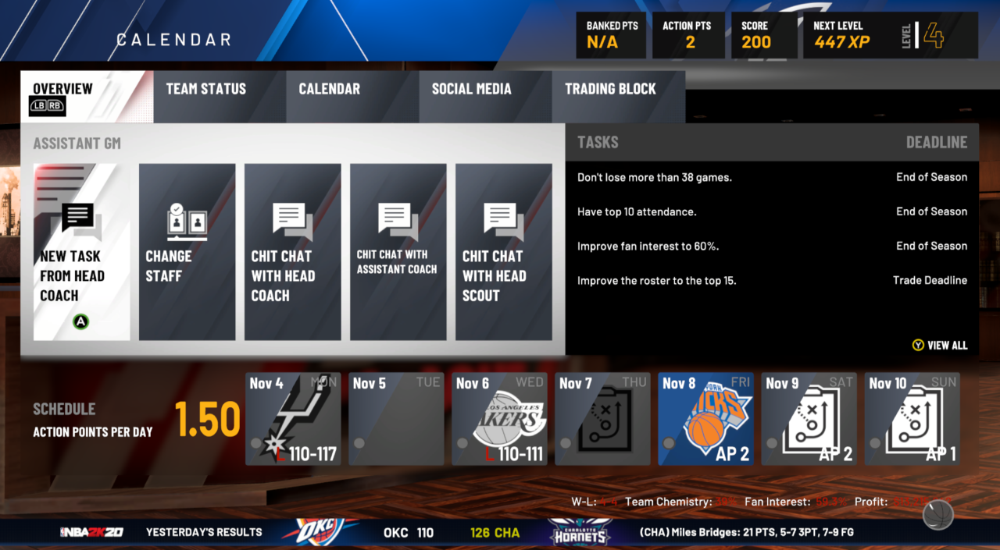 CALENDAR
BANKED PTS
N/A
ACTION PTS
2
SCORE
200
NEXT LEVEL
447 XP
LEVEL
4
OVERVIEW
LB RB
TEAM STATUS
CALENDAR
SOCIAL MEDIA
TRADING BLOCK
ASSISTANT GM
NEW TASK
FROM HEAD
COACH
A
CHANGE
STAFF
CHIT CHAT
WITH HEAD
COACH
CHIT CHAT WITH
ASSISTANT COACH
CHIT CHAT
WITH HEAD
SCOUT
TASKS DEADLINE
Don't lose more than 38 games. End of Season
Have top 10 attendance. End of Season
Improve fan interest to 60%. End of Season
Improve the roster to the top 15. Trade Deadline
Y VIEW ALL
SCHEDULE
ACTION POINTS PER DAY
1.50
Nov 4 MON
L 110-117
Nov 5 TUE
Nov 6 WED
LOS ANGELES
LAKERS
L 110-111
Nov 7 THU
Nov 8 FRI
YORK
KNICKS
AP 2
Nov 9 SAT
AP 2
Nov 10 SUN
AP 1
W-L: 4-4 Team Chemistry: Fan Interest: 59.3% Profit:
NBA2K20 YESTERDAY'S RESULTS OKC OKC 110 126 CHA CHARLOTTE HORNETS (CHA) Miles Bridges: 21 PTS, 5-7 3PT, 7-9 FG